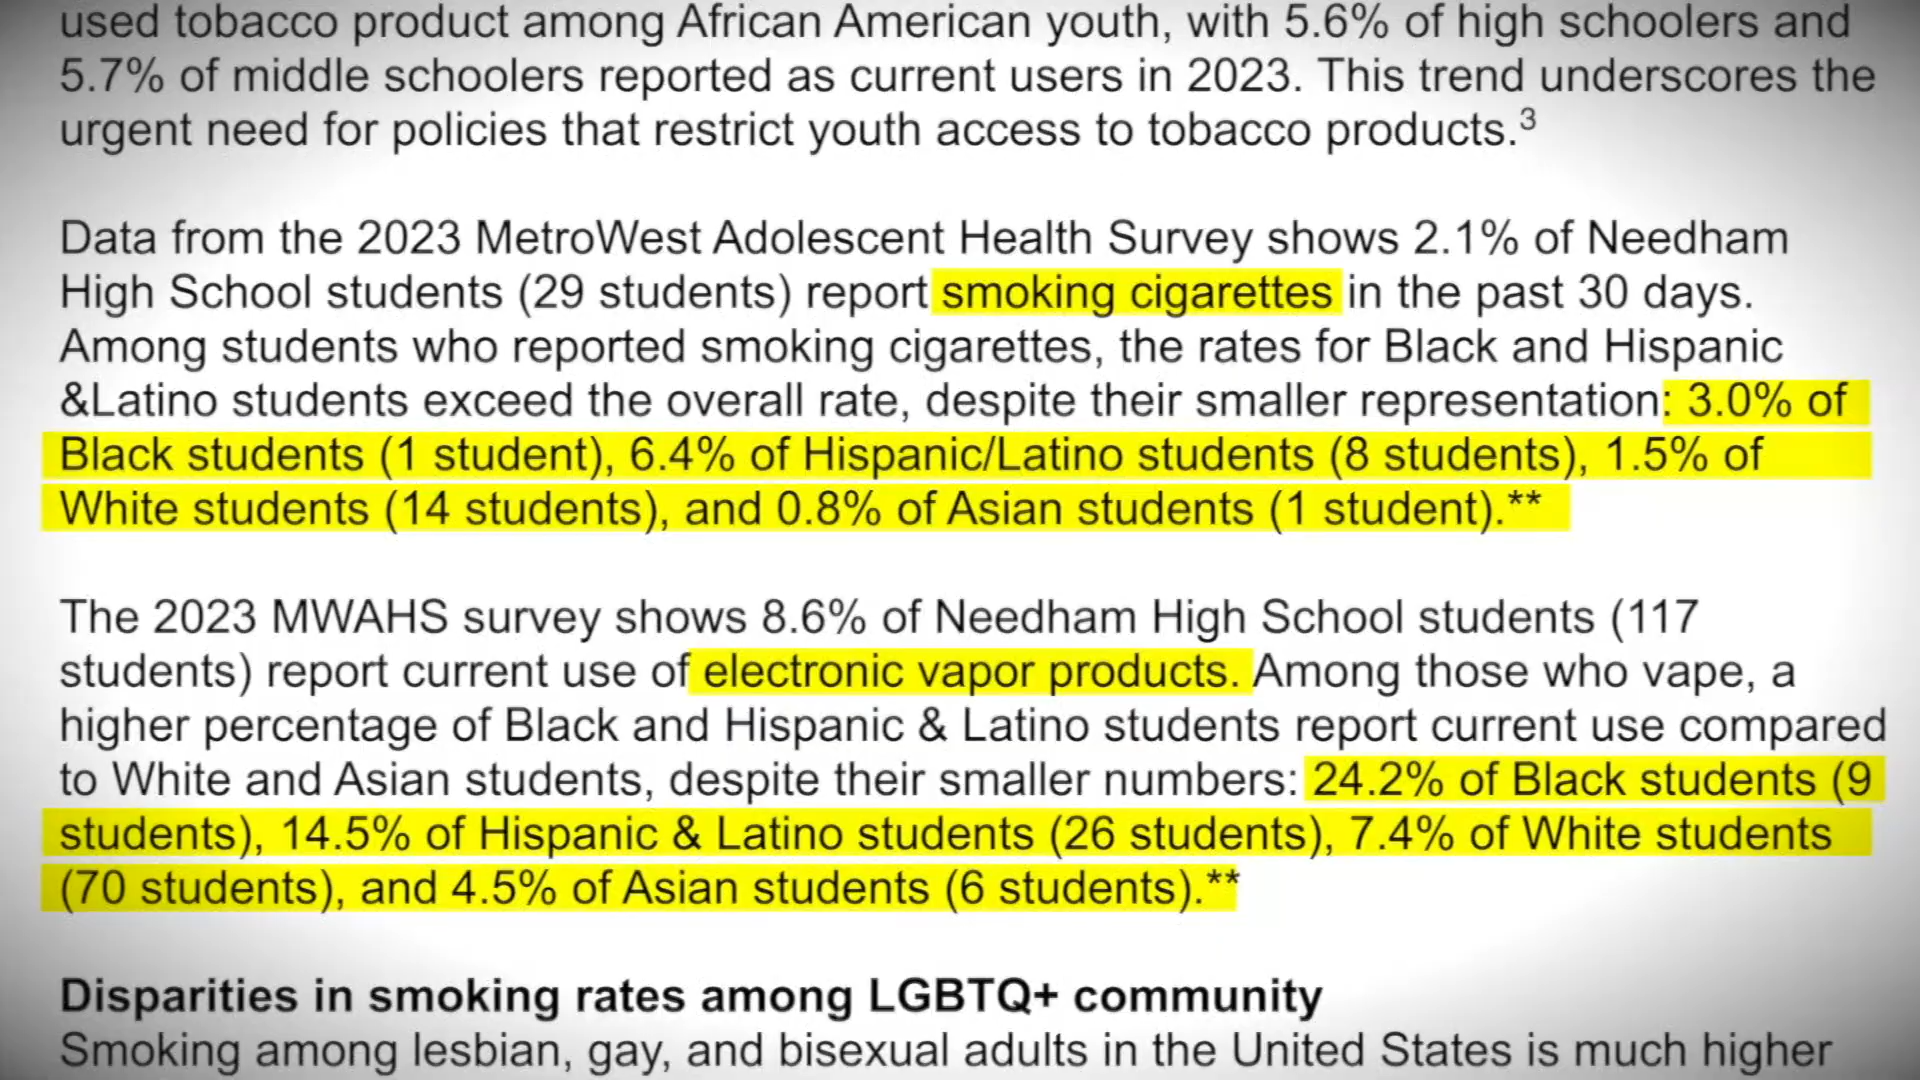 used tobacco product among African American youth, with 5.6% of high schoolers and
5.7% of middle schoolers reported as current users in 2023. This trend underscores the
urgent need for policies that restrict youth access to tobacco products.³
Data from the 2023 MetroWest Adolescent Health Survey shows 2.1% of Needham
High School students (29 students) report smoking cigarettes in the past 30 days.
Among students who reported smoking cigarettes, the rates for Black and Hispanic
&Latino students exceed the overall rate, despite their smaller representation: 3.0% of
Black students (1 student), 6.4% of Hispanic/Latino students (8 students), 1.5% of
White students (14 students), and 0.8% of Asian students (1 student).**
The 2023 MWAHS survey shows 8.6% of Needham High School students (117
students) report current use of electronic vapor products. Among those who vape, a
higher percentage of Black and Hispanic & Latino students report current use compared
to White and Asian students, despite their smaller numbers: 24.2% of Black students (9
students), 14.5% of Hispanic & Latino students (26 students), 7.4% of White students
(70 students), and 4.5% of Asian students (6 students).**
Disparities in smoking rates among LGBTQ+ community
Smoking among lesbian, gay, and bisexual adults in the United States is much higher